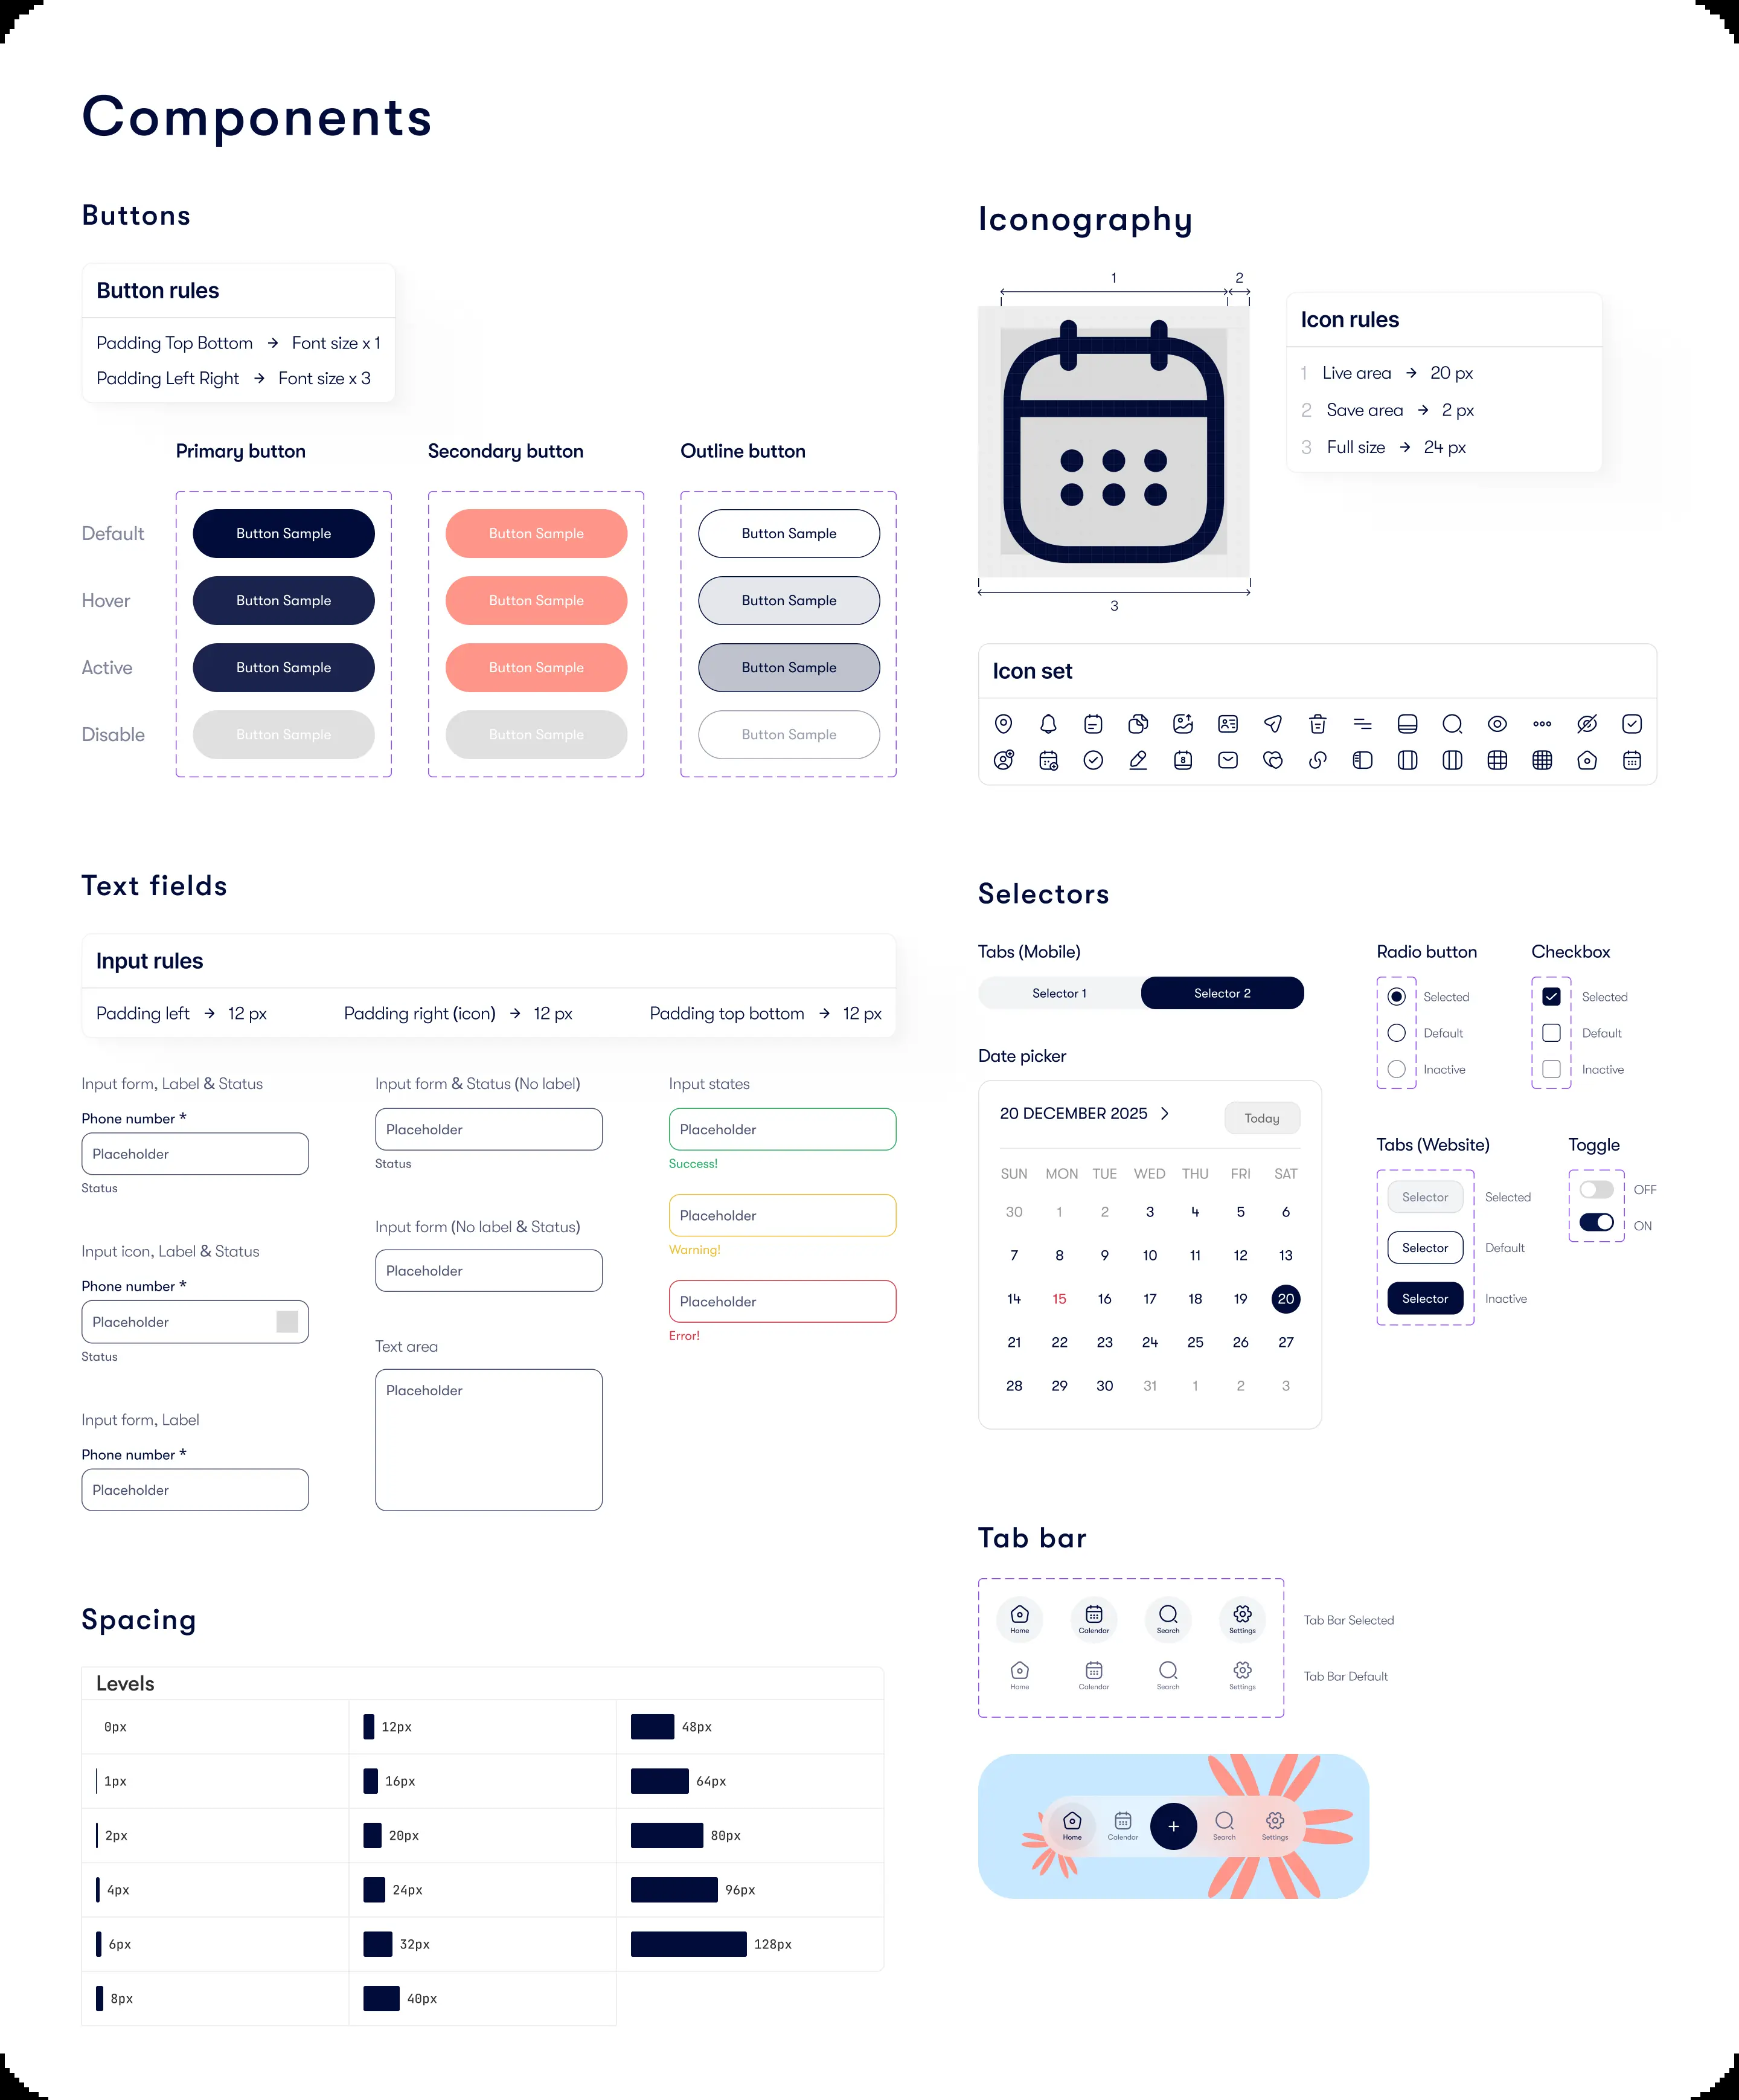 Components
Buttons
Button rules
Padding Top Bottom → Font size x 1
Padding Left Right → Font size x 3
Primary button
Secondary button
Outline button
Default
Button Sample
Button Sample
Button Sample
Hover
Button Sample
Button Sample
Button Sample
Active
Button Sample
Button Sample
Button Sample
Disable
Button Sample
Button Sample
Button Sample
Iconography
1
2
3
Icon rules
1 Live area → 20 px
2 Save area → 2 px
3 Full size → 24 px
Icon set
8
Text fields
Input rules
Padding left → 12 px
Padding right (icon) → 12 px
Padding top bottom → 12 px
Input form, Label & Status
Phone number *
Placeholder
Status
Input icon, Label & Status
Phone number *
Placeholder
Status
Input form, Label
Phone number *
Placeholder
Input form & Status (No label)
Placeholder
Status
Input form (No label & Status)
Placeholder
Text area
Placeholder
Input states
Placeholder
Success!
Placeholder
Warning!
Placeholder
Error!
Selectors
Tabs (Mobile)
Selector 1
Selector 2
Date picker
20 DECEMBER 2025
Today
SUN MON TUE WED THU FRI SAT
30 1 2 3 4 5 6
7 8 9 10 11 12 13
14 15 16 17 18 19 20
21 22 23 24 25 26 27
28 29 30 31 1 2 3
Radio button
Selected
Default
Inactive
Checkbox
Selected
Default
Inactive
Tabs (Website)
Selector
Selected
Selector
Default
Selector
Inactive
Toggle
OFF
ON
Spacing
Levels
0px
1px
2px
4px
6px
8px
12px
16px
20px
24px
32px
40px
48px
64px
80px
96px
128px
Tab bar
Home
Calendar
Search
Settings
Tab Bar Selected
Home
Calendar
Search
Settings
Tab Bar Default
Home
Calendar
+
Search
Settings